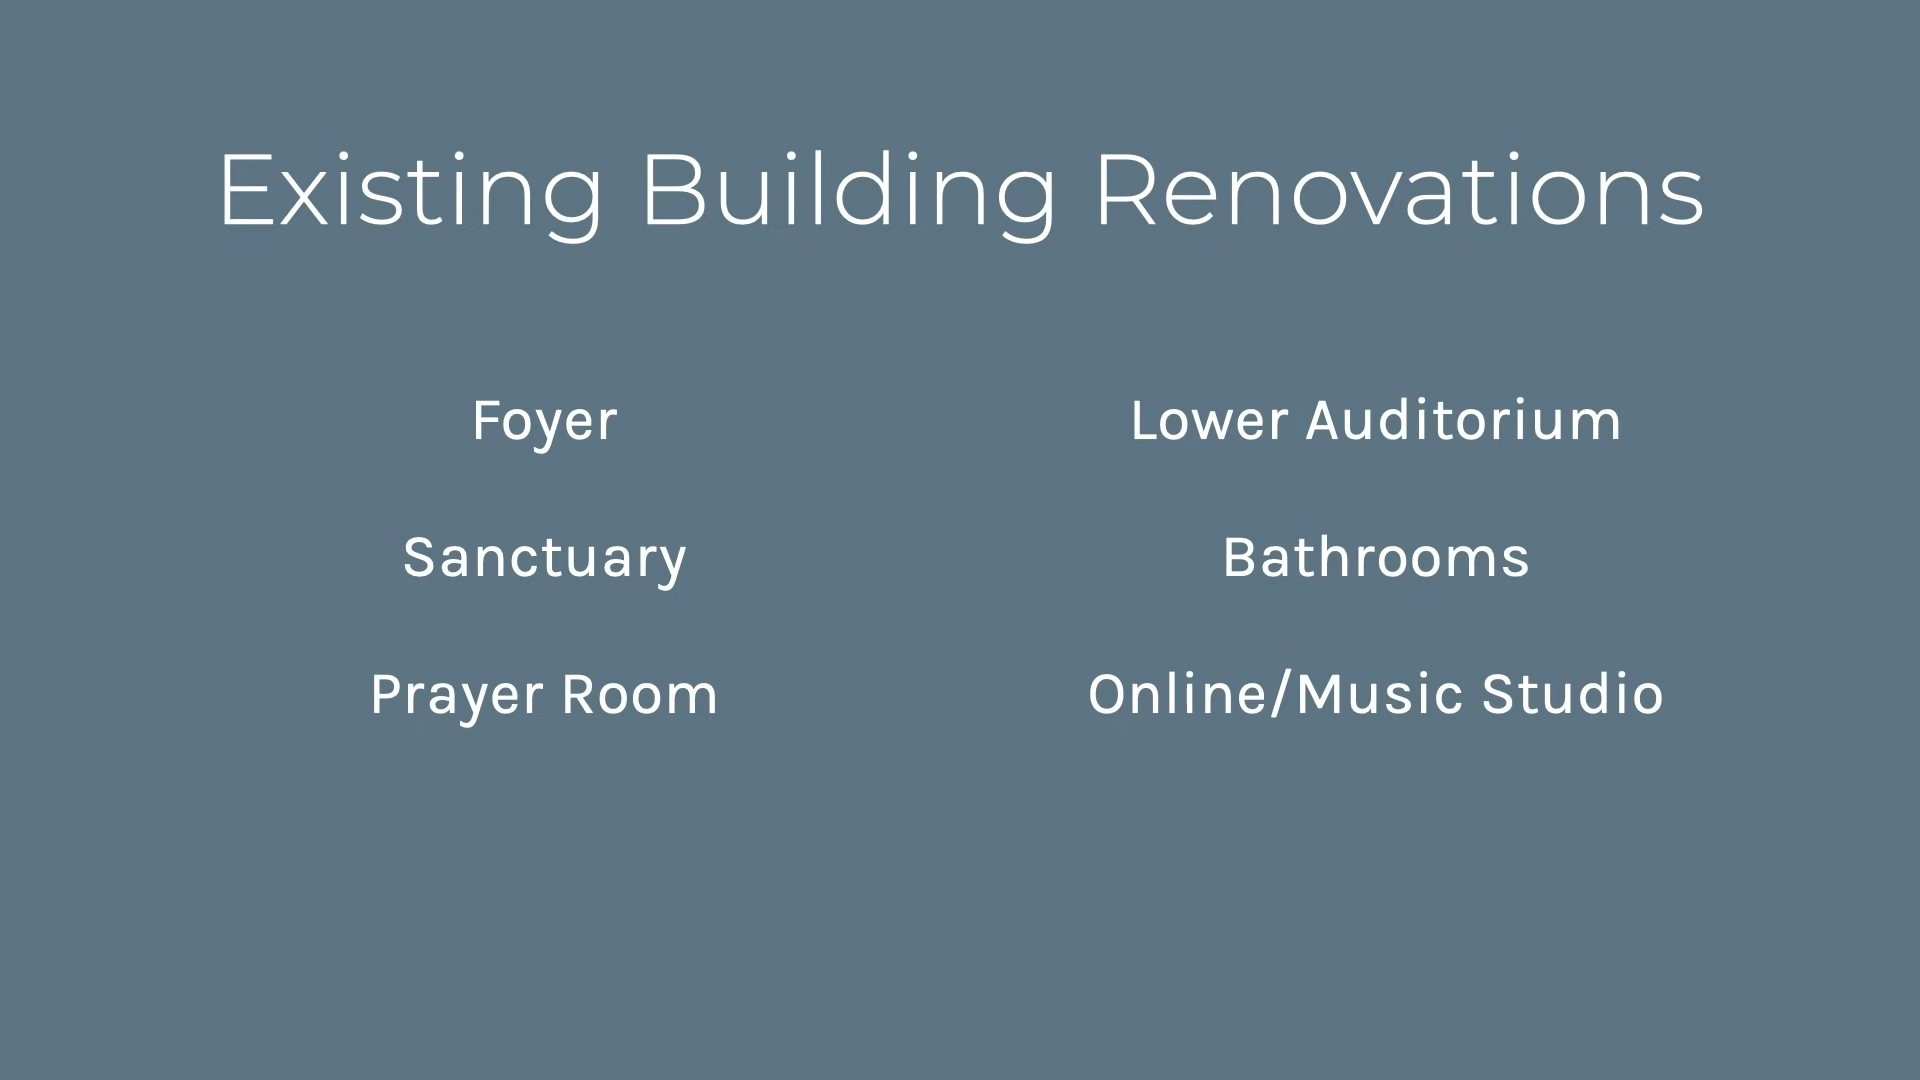 Existing Building Renovations
Foyer
Sanctuary
Prayer Room
Lower Auditorium
Bathrooms
Online/Music Studio